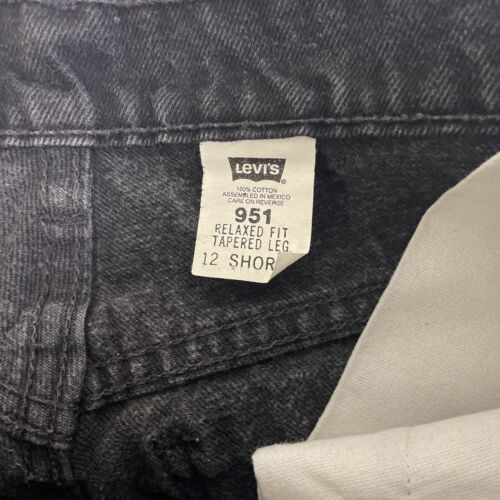 Levi's
®
100% COTTON
ASSEMBLED IN MEXICO
CARE ON REVERSE
951
RELAXED FIT
TAPERED LEG
12 SHOR